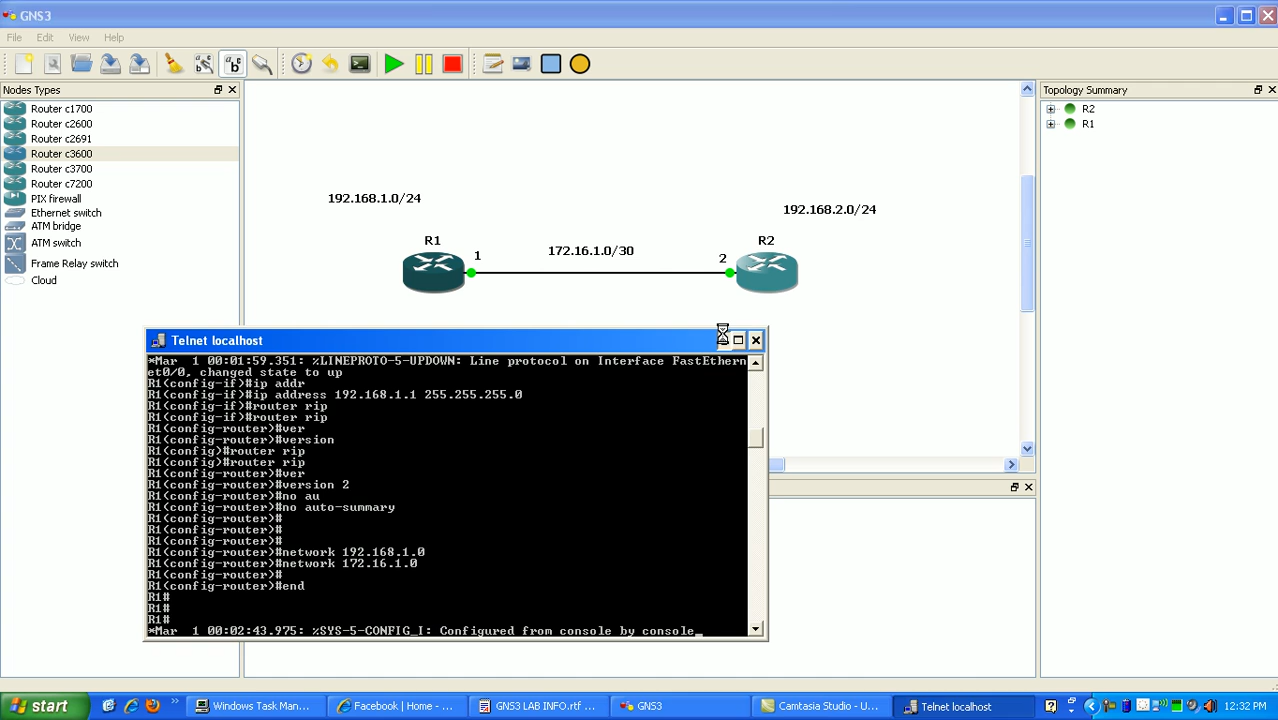 GNS3
File Edit View Help
Nodes Types
Router c1700
Router c2600
Router c2691
Router c3600
Router c3700
Router c7200
PIX firewall
Ethernet switch
ATM bridge
ATM switch
Frame Relay switch
Cloud
192.168.1.0/24
192.168.2.0/24
R1
R2
1
172.16.1.0/30
2
Topology Summary
R2
R1
Telnet localhost
*Mar 1 00:01:59.351: %LINEPROTO-5-UPDOWN: Line protocol on Interface FastEthern
et0/0, changed state to up
R1(config-if)#ip addr
R1(config-if)#ip address 192.168.1.1 255.255.255.0
R1(config-if)#router rip
R1(config-if)#router rip
R1(config-router)#ver
R1(config-router)#version
R1(config)#router rip
R1(config-router)#router rip
R1(config-router)#ver
R1(config-router)#version 2
R1(config-router)#no au
R1(config-router)#no auto-summary
R1(config-router)#
R1(config-router)#
R1(config-router)#
R1(config-router)#network 192.168.1.0
R1(config-router)#network 172.16.1.0
R1(config-router)#
R1(config-router)#end
R1#
R1#
R1#
*Mar 1 00:02:43.975: %SYS-5-CONFIG_I: Configured from console by console_
start
Windows Task Man...
Facebook | Home - ...
GNS3 LAB INFO.rtf ...
GNS3
Camtasia Studio - U...
Telnet localhost
12:32 PM